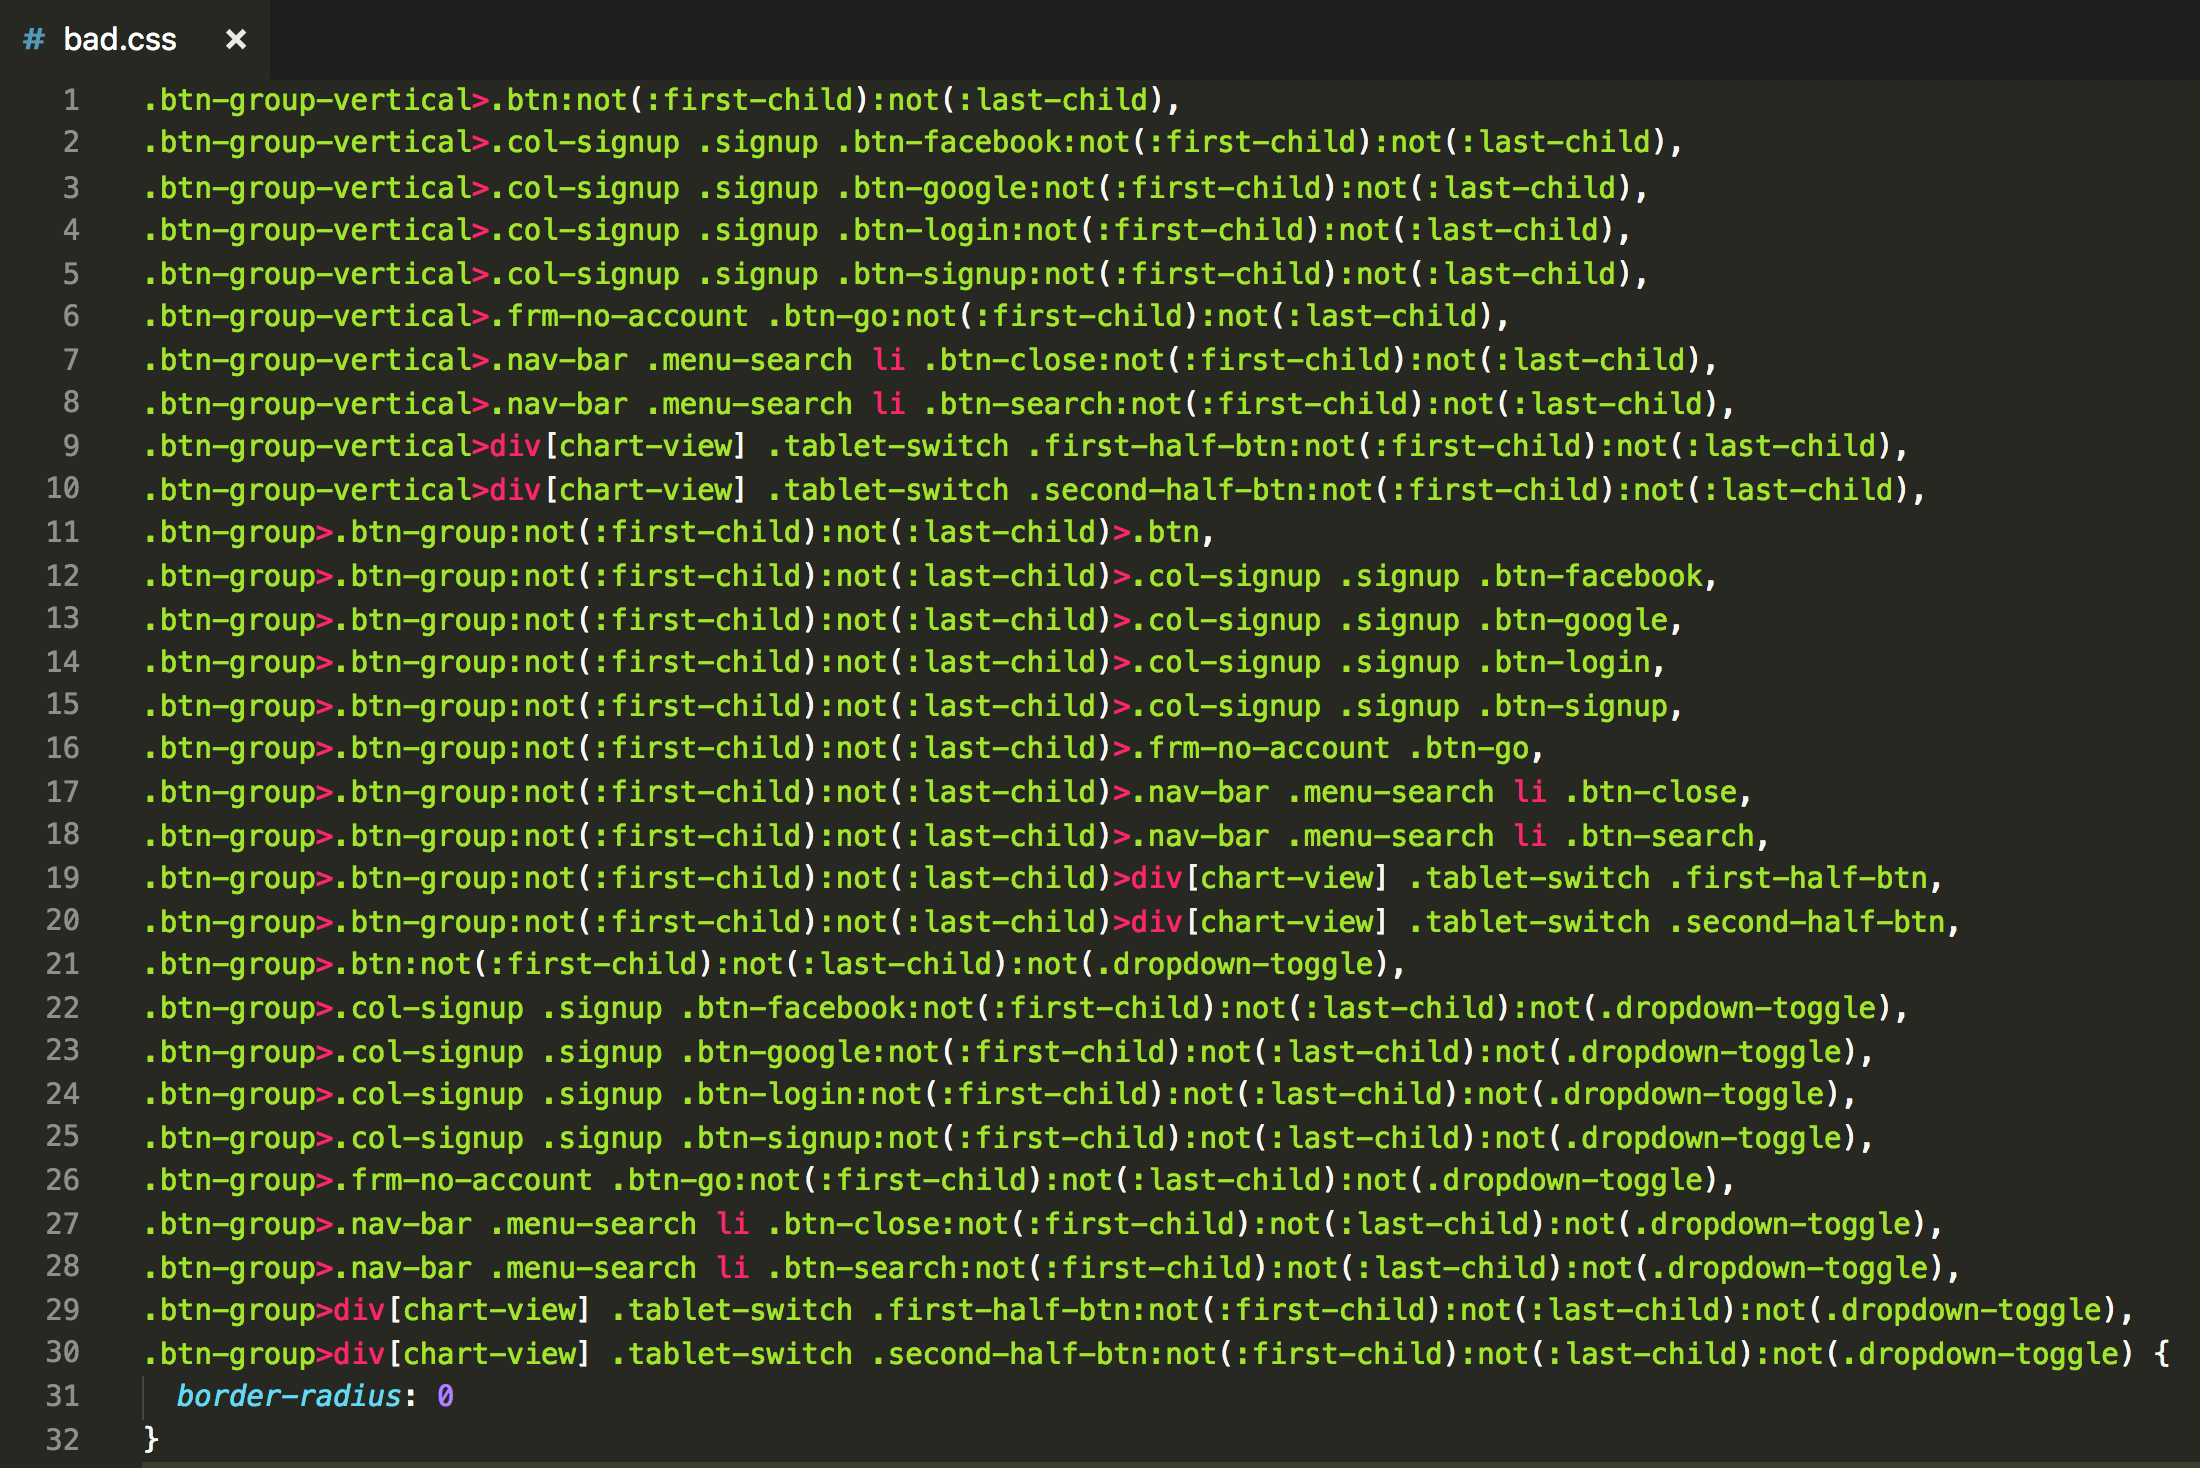 # bad.css ×
1 .btn-group-vertical>.btn:not(:first-child):not(:last-child),
2 .btn-group-vertical>.col-signup .signup .btn-facebook:not(:first-child):not(:last-child),
3 .btn-group-vertical>.col-signup .signup .btn-google:not(:first-child):not(:last-child),
4 .btn-group-vertical>.col-signup .signup .btn-login:not(:first-child):not(:last-child),
5 .btn-group-vertical>.col-signup .signup .btn-signup:not(:first-child):not(:last-child),
6 .btn-group-vertical>.frm-no-account .btn-go:not(:first-child):not(:last-child),
7 .btn-group-vertical>.nav-bar .menu-search li .btn-close:not(:first-child):not(:last-child),
8 .btn-group-vertical>.nav-bar .menu-search li .btn-search:not(:first-child):not(:last-child),
9 .btn-group-vertical>div[chart-view] .tablet-switch .first-half-btn:not(:first-child):not(:last-child),
10 .btn-group-vertical>div[chart-view] .tablet-switch .second-half-btn:not(:first-child):not(:last-child),
11 .btn-group>.btn-group:not(:first-child):not(:last-child)>.btn,
12 .btn-group>.btn-group:not(:first-child):not(:last-child)>.col-signup .signup .btn-facebook,
13 .btn-group>.btn-group:not(:first-child):not(:last-child)>.col-signup .signup .btn-google,
14 .btn-group>.btn-group:not(:first-child):not(:last-child)>.col-signup .signup .btn-login,
15 .btn-group>.btn-group:not(:first-child):not(:last-child)>.col-signup .signup .btn-signup,
16 .btn-group>.btn-group:not(:first-child):not(:last-child)>.frm-no-account .btn-go,
17 .btn-group>.btn-group:not(:first-child):not(:last-child)>.nav-bar .menu-search li .btn-close,
18 .btn-group>.btn-group:not(:first-child):not(:last-child)>.nav-bar .menu-search li .btn-search,
19 .btn-group>.btn-group:not(:first-child):not(:last-child)>div[chart-view] .tablet-switch .first-half-btn,
20 .btn-group>.btn-group:not(:first-child):not(:last-child)>div[chart-view] .tablet-switch .second-half-btn,
21 .btn-group>.btn:not(:first-child):not(:last-child):not(.dropdown-toggle),
22 .btn-group>.col-signup .signup .btn-facebook:not(:first-child):not(:last-child):not(.dropdown-toggle),
23 .btn-group>.col-signup .signup .btn-google:not(:first-child):not(:last-child):not(.dropdown-toggle),
24 .btn-group>.col-signup .signup .btn-login:not(:first-child):not(:last-child):not(.dropdown-toggle),
25 .btn-group>.col-signup .signup .btn-signup:not(:first-child):not(:last-child):not(.dropdown-toggle),
26 .btn-group>.frm-no-account .btn-go:not(:first-child):not(:last-child):not(.dropdown-toggle),
27 .btn-group>.nav-bar .menu-search li .btn-close:not(:first-child):not(:last-child):not(.dropdown-toggle),
28 .btn-group>.nav-bar .menu-search li .btn-search:not(:first-child):not(:last-child):not(.dropdown-toggle),
29 .btn-group>div[chart-view] .tablet-switch .first-half-btn:not(:first-child):not(:last-child):not(.dropdown-toggle),
30 .btn-group>div[chart-view] .tablet-switch .second-half-btn:not(:first-child):not(:last-child):not(.dropdown-toggle) {
31 border-radius: 0
32 }